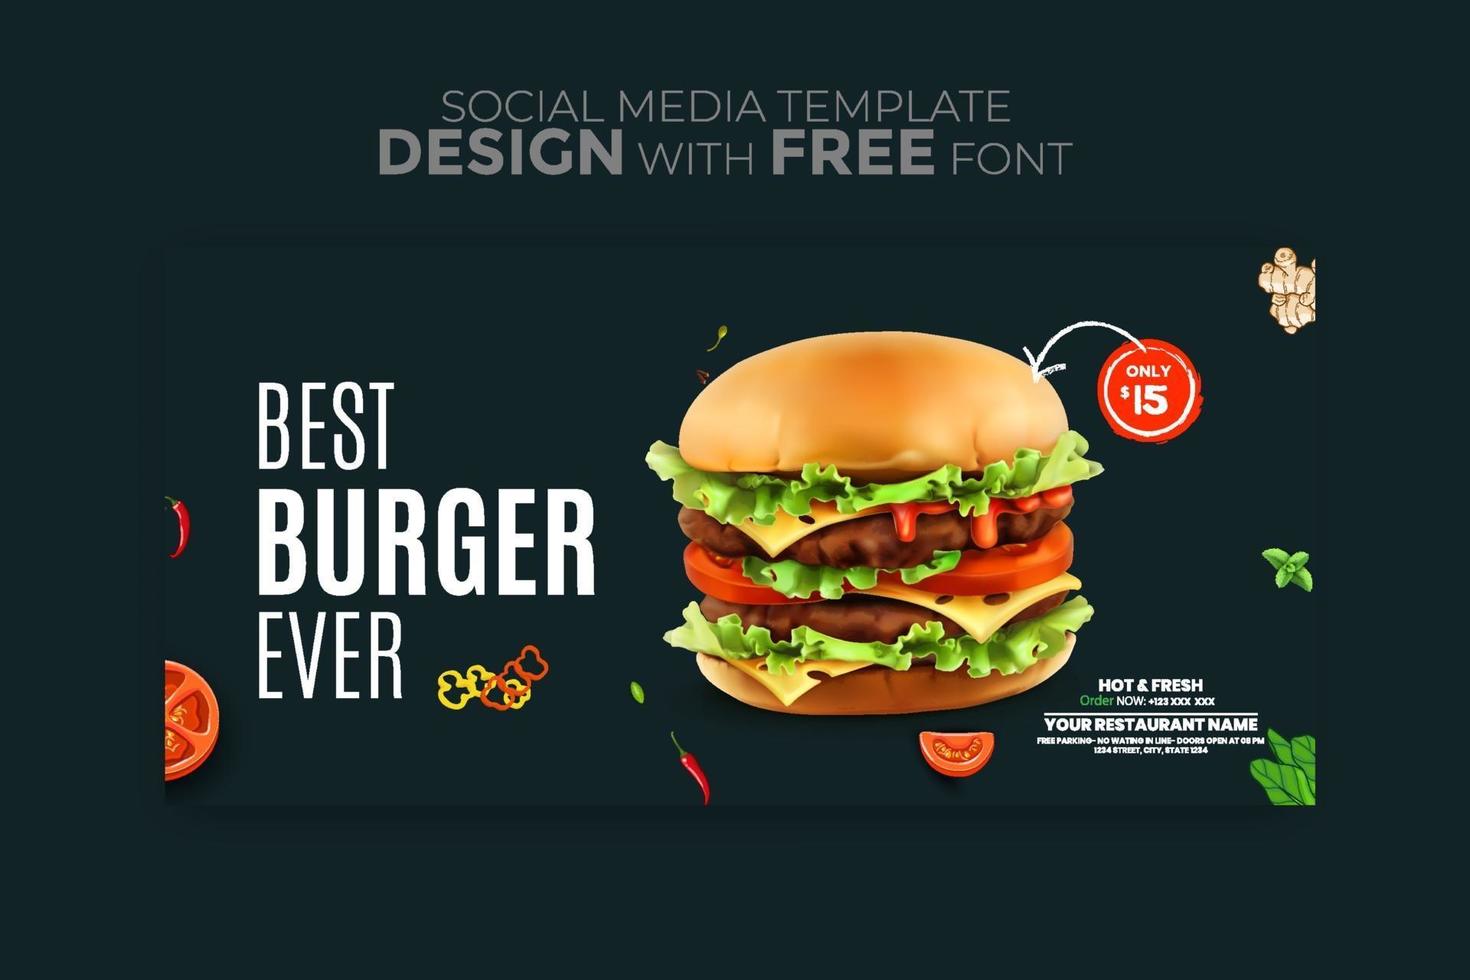 SOCIAL MEDIA TEMPLATE
DESIGN WITH FREE FONT
BEST
BURGER
EVER
ONLY
$15
HOT & FRESH
Order NOW: +123 XXX XXX
YOUR RESTAURANT NAME
FREE PARKING- NO WATING IN LINE- DOORS OPEN AT 08 PM
1234 STREET, CITY, STATE 1234